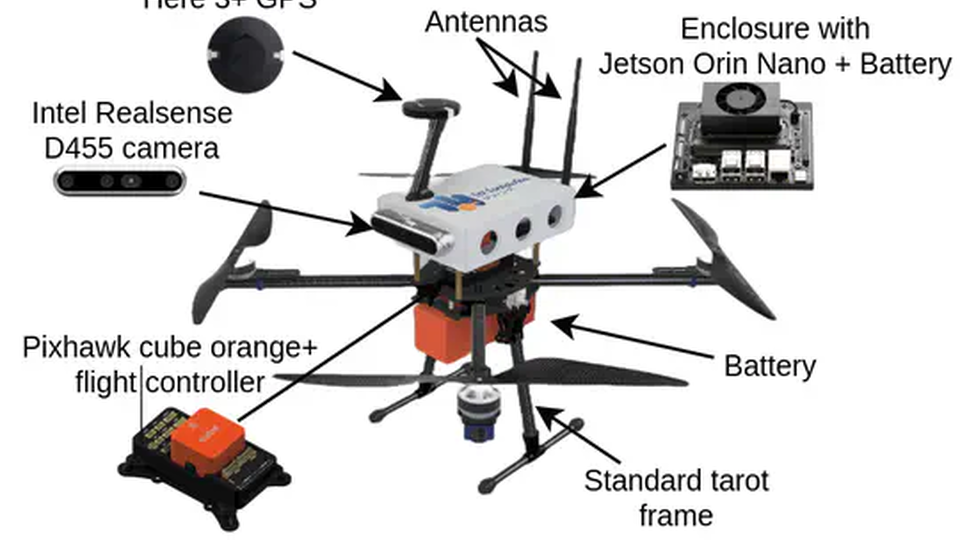 Here 3+ GPS
Antennas
Enclosure with
Jetson Orin Nano + Battery
Intel Realsense
D455 camera
Pixhawk cube orange+
flight controller
Battery
Standard tarot
frame